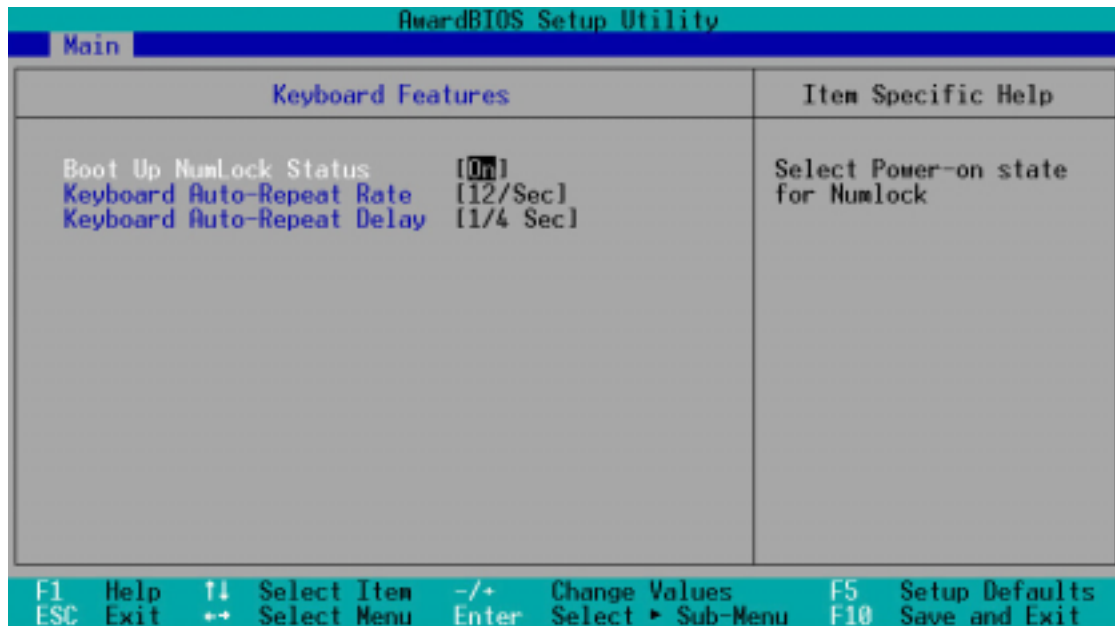 AwardBIOS Setup Utility
Main
Keyboard Features
Item Specific Help
Boot Up NumLock Status [On]
Keyboard Auto-Repeat Rate [12/Sec]
Keyboard Auto-Repeat Delay [1/4 Sec]
Select Power-on state
for Numlock
F1 Help ↑↓ Select Item -/+ Change Values F5 Setup Defaults
ESC Exit ←→ Select Menu Enter Select ► Sub-Menu F10 Save and Exit